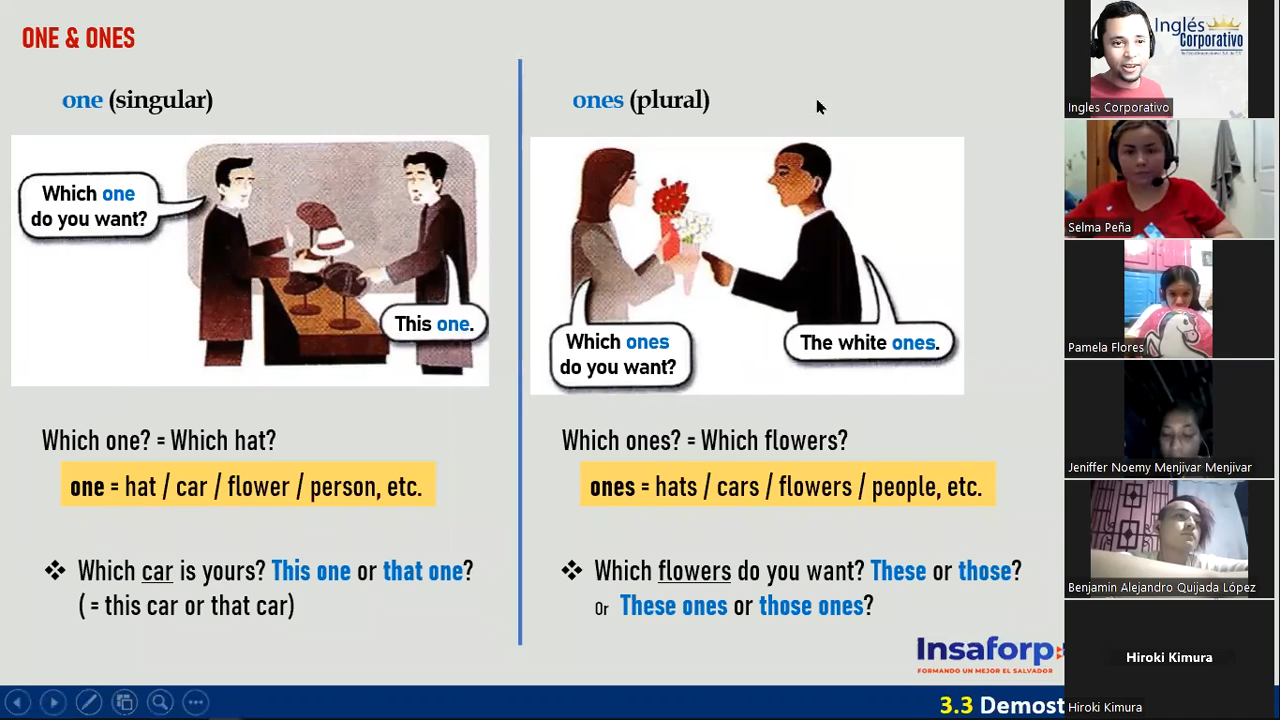 ONE & ONES
one (singular)
Which one
do you want?
This one.
Which one? = Which hat?
one = hat / car / flower / person, etc.
❖ Which car is yours? This one or that one?
( = this car or that car)
ones (plural)
Which ones
do you want?
The white ones.
Which ones? = Which flowers?
ones = hats / cars / flowers / people, etc.
❖ Which flowers do you want? These or those?
Or These ones or those ones?
Insaforp
FORMANDO UN MEJOR EL SALVADOR
3.3 Demost
Inglés
Corporativo
Ingles Corporativo
Selma Peña
Pamela Flores
Jeniffer Noemy Menjivar Menjivar
Benjamin Alejandro Quijada López
Hiroki Kimura
Hiroki Kimura